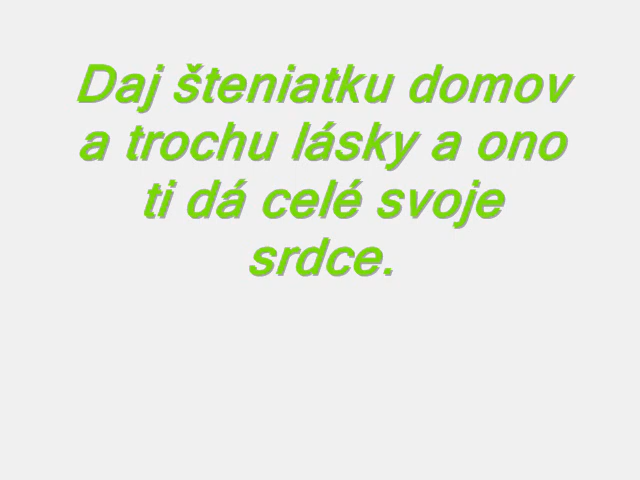 Daj šteniatku domov
a trochu lásky a ono
ti dá celé svoje
srdce.